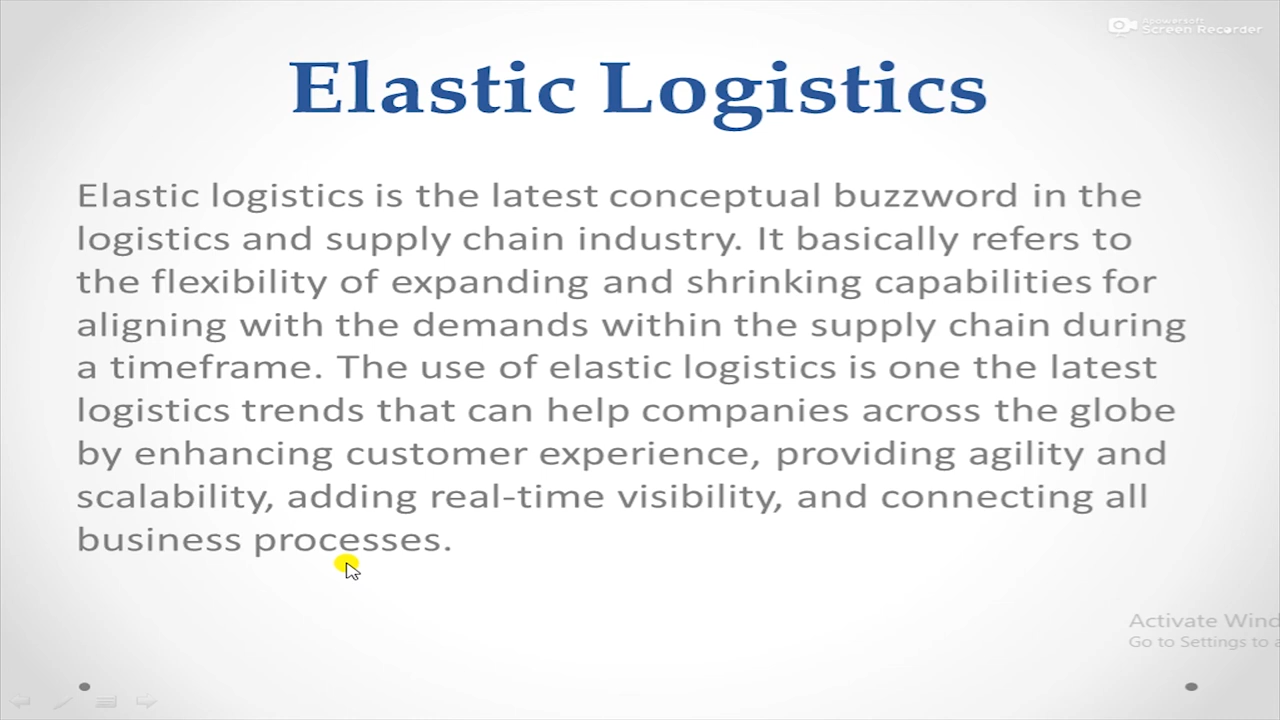 Apowersoft
Screen Recorder
Elastic Logistics
Elastic logistics is the latest conceptual buzzword in the
logistics and supply chain industry. It basically refers to
the flexibility of expanding and shrinking capabilities for
aligning with the demands within the supply chain during
a timeframe. The use of elastic logistics is one the latest
logistics trends that can help companies across the globe
by enhancing customer experience, providing agility and
scalability, adding real-time visibility, and connecting all
business processes.
Activate Wind
Go to Settings to a